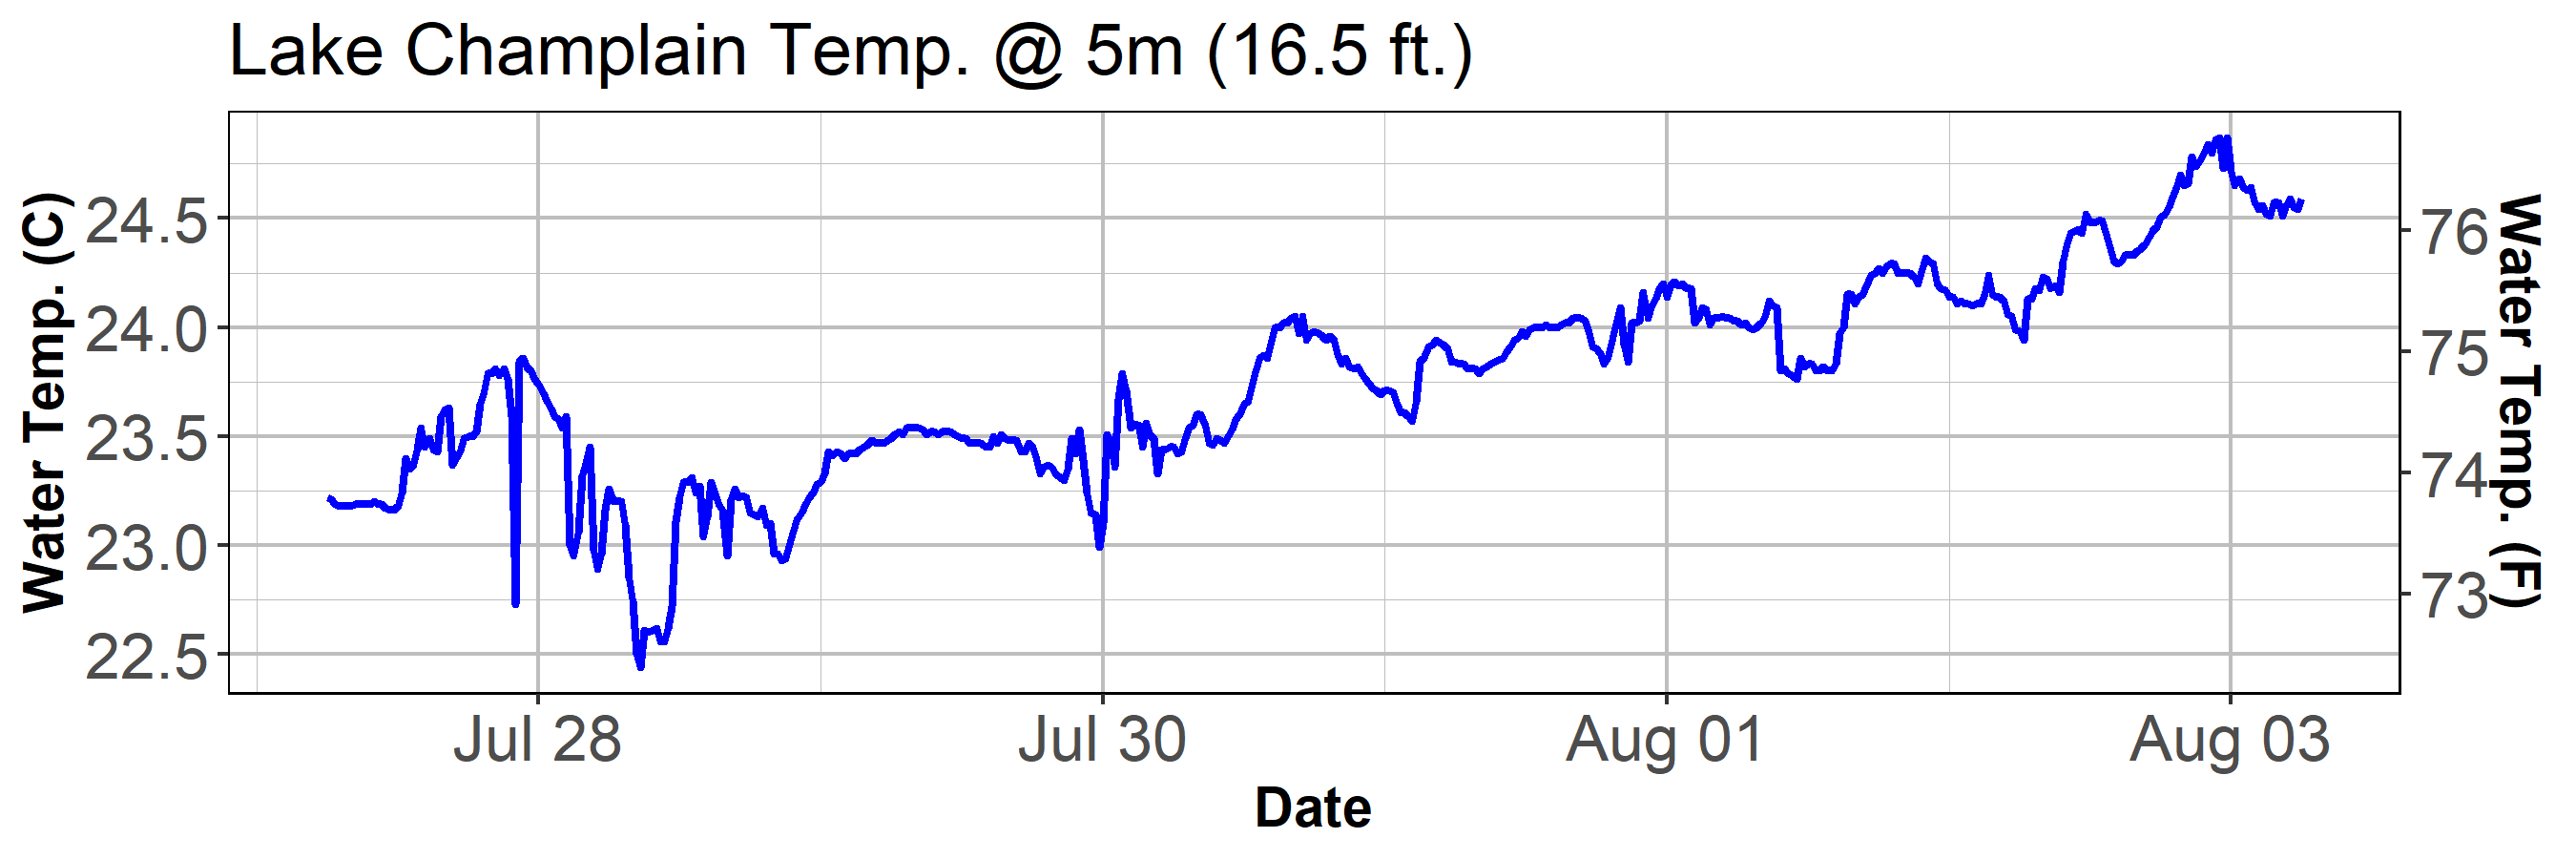 Lake Champlain Temp. @ 5m (16.5 ft.)
Water Temp. (C)
24.5
24.0
23.5
23.0
22.5
76
75
74
73
Water Temp. (F)
Jul 28
Jul 30
Aug 01
Aug 03
Date